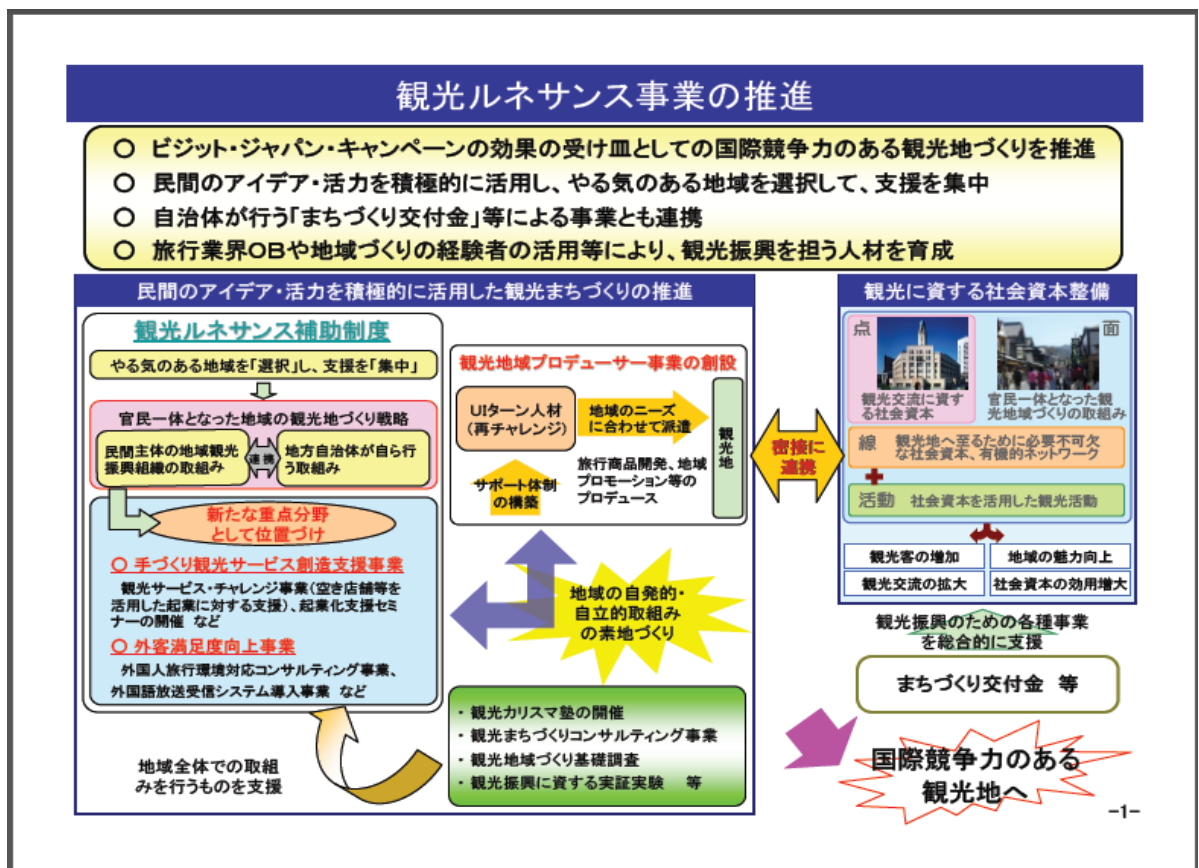 観光ルネサンス事業の推進
○ ビジット・ジャパン・キャンペーンの効果の受け皿としての国際競争力のある観光地づくりを推進
○ 民間のアイデア・活力を積極的に活用し、やる気のある地域を選択して、支援を集中
○ 自治体が行う「まちづくり交付金」等による事業とも連携
○ 旅行業界OBや地域づくりの経験者の活用等により、観光振興を担う人材を育成
民間のアイデア・活力を積極的に活用した観光まちづくりの推進
観光ルネサンス補助制度
やる気のある地域を「選択」し、支援を「集中」
官民一体となった地域の観光地づくり戦略
民間主体の地域観光
振興組織の取組み
連携
地方自治体が自ら行
う取組み
新たな重点分野
として位置づけ
○ 手づくり観光サービス創造支援事業
観光サービス・チャレンジ事業(空き店舗等を
活用した起業に対する支援)、起業化支援セミ
ナーの開催 など
○ 外客満足度向上事業
外国人旅行環境対応コンサルティング事業、
外国語放送受信システム導入事業 など
地域全体での取組
みを行うものを支援
観光地域プロデューサー事業の創設
UIターン人材
(再チャレンジ)
地域のニーズ
に合わせて派遣
観光地
サポート体制
の構築
旅行商品開発、地域
プロモーション等の
プロデュース
地域の自発的・
自立的取組み
の素地づくり
・観光カリスマ塾の開催
・観光まちづくりコンサルティング事業
・観光地域づくり基礎調査
・観光振興に資する実証実験 等
密接に
連携
観光に資する社会資本整備
点
観光交流に資す
る社会資本
面
官民一体となった観
光地域づくりの取組み
線 観光地へ至るために必要不可欠
な社会資本、有機的ネットワーク
活動 社会資本を活用した観光活動
観光客の増加
地域の魅力向上
観光交流の拡大
社会資本の効用増大
観光振興のための各種事業
を総合的に支援
まちづくり交付金 等
国際競争力のある
観光地へ
-1-